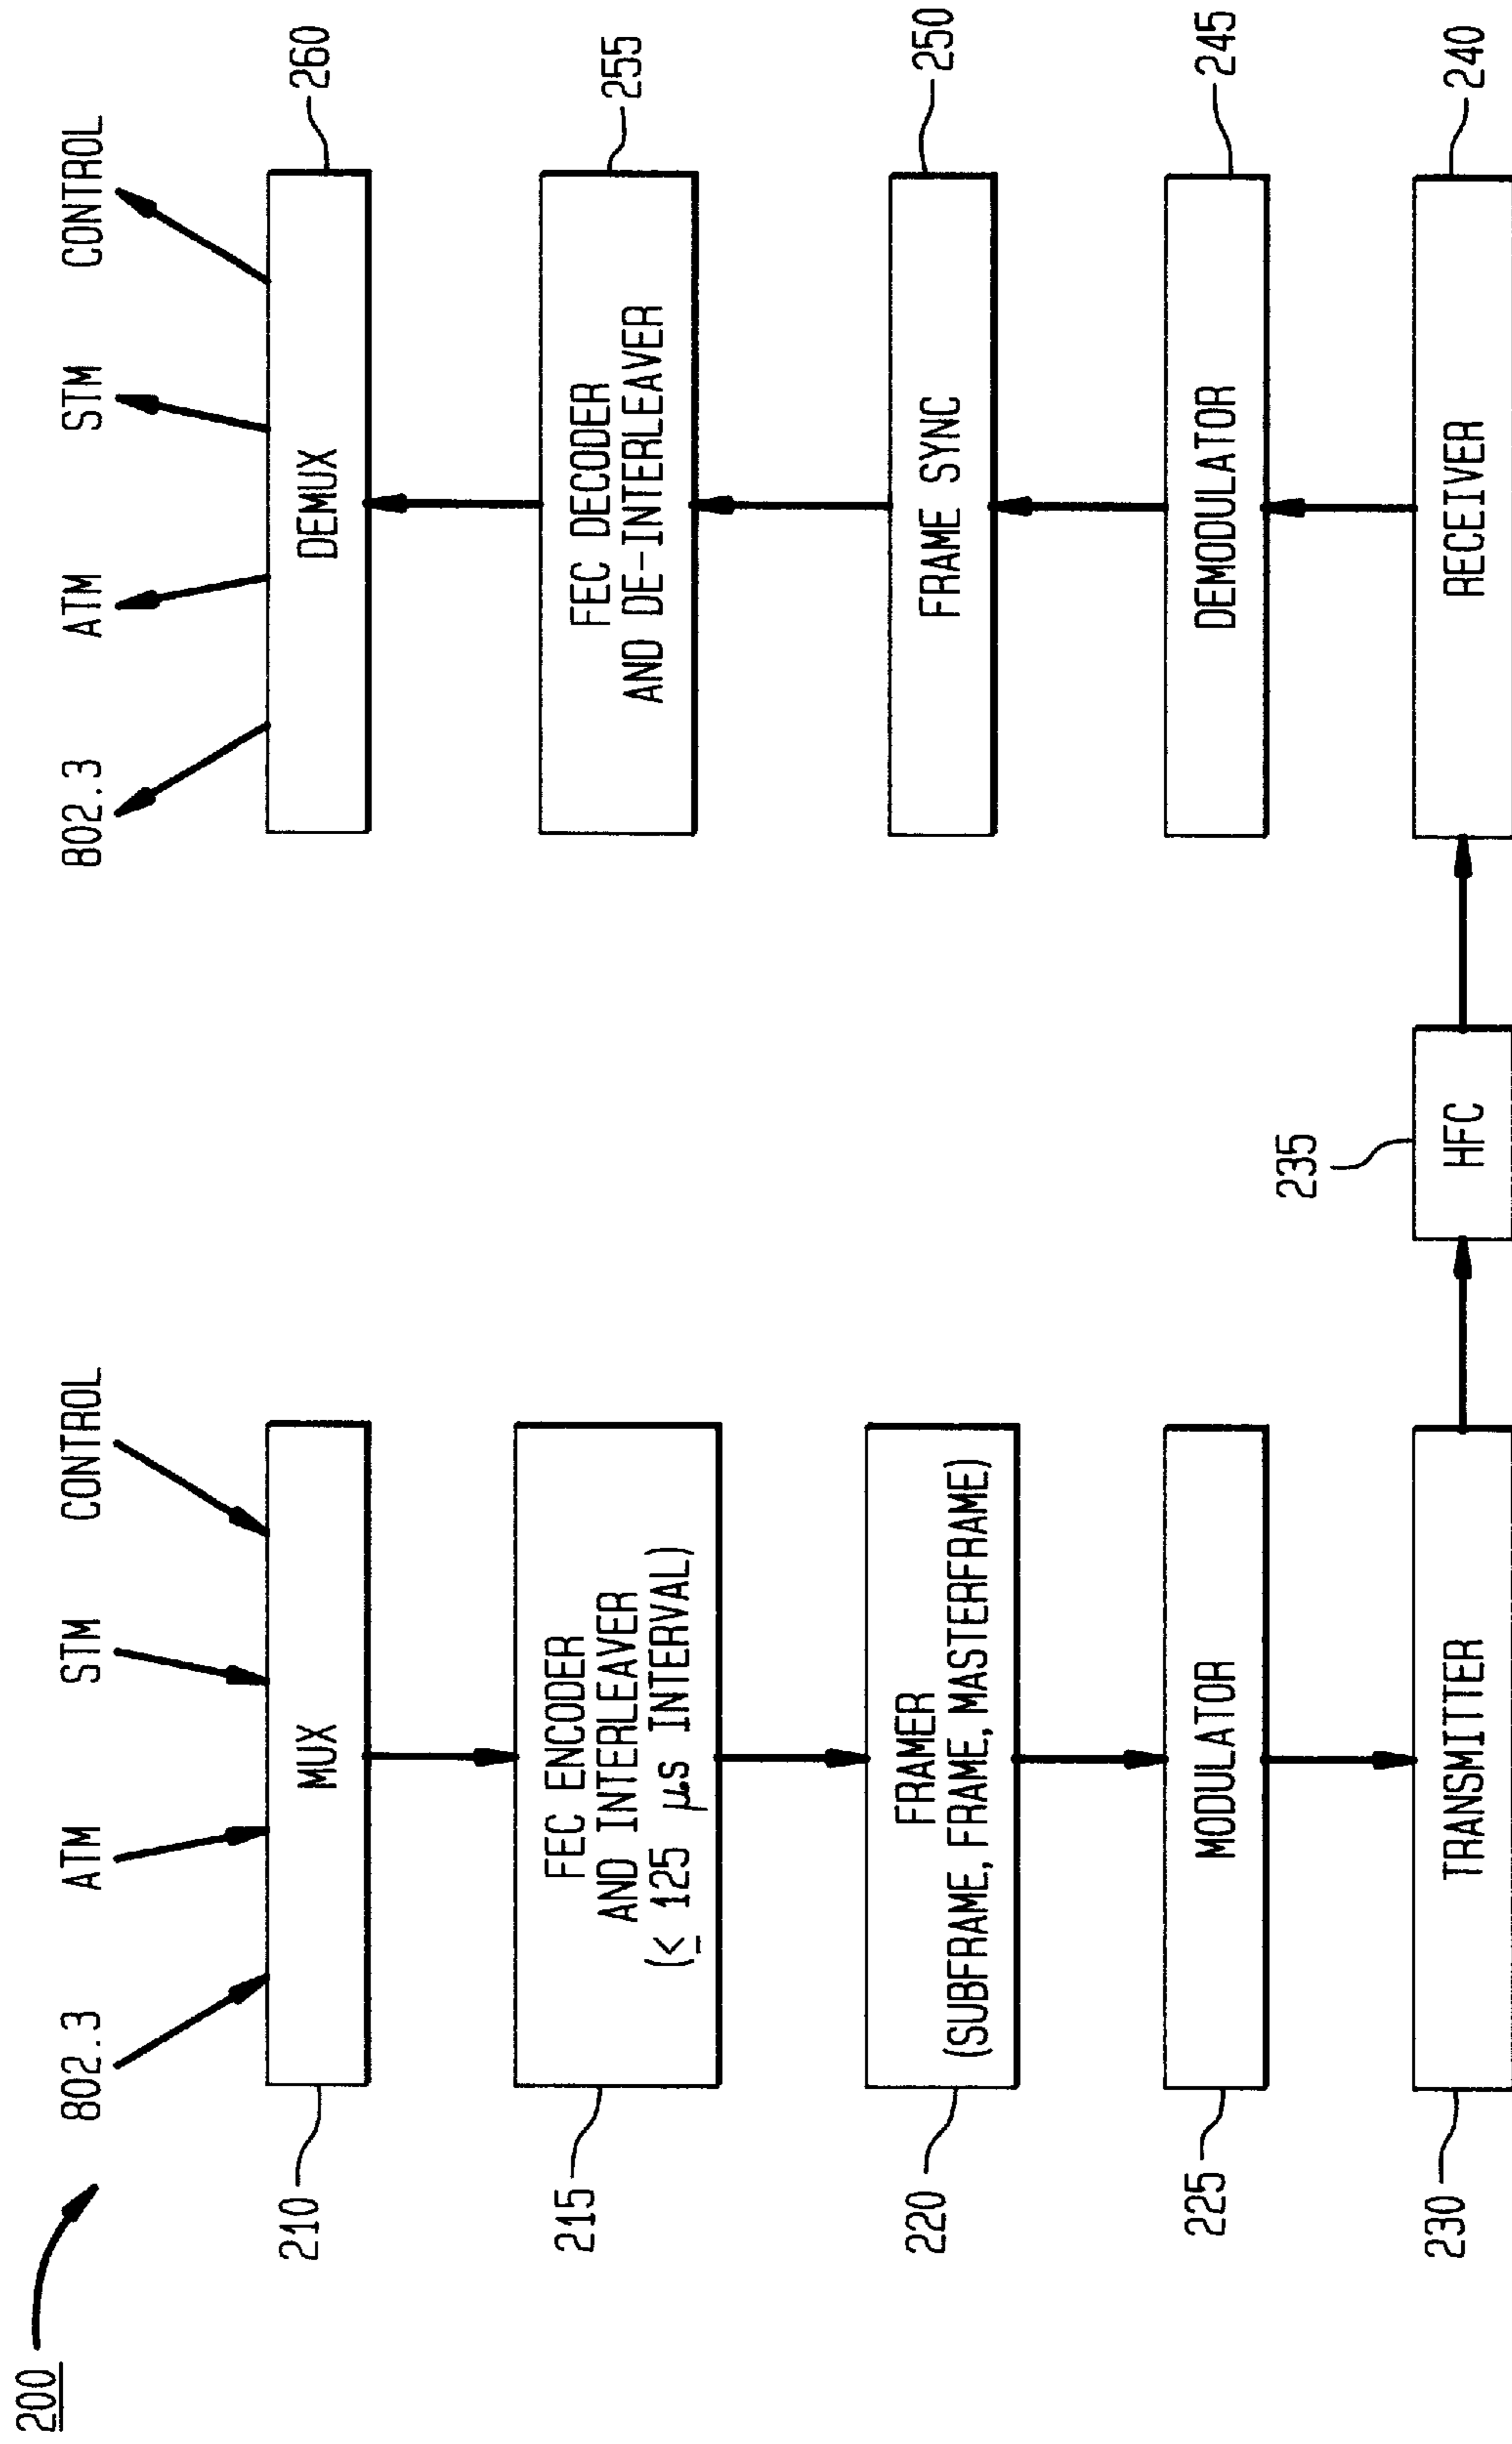 200
802.3 ATM STM CONTROL
210
MUX
215
FEC ENCODER
AND INTERLEAVER
(≤ 125 μs INTERVAL)
220
FRAMER
(SUBFRAME, FRAME, MASTERFRAME)
225
MODULATOR
230
TRANSMITTER
235
HFC
802.3 ATM STM CONTROL
DEMUX
260
FEC DECODER
AND DE-INTERLEAVER
255
FRAME SYNC
250
DEMODULATOR
245
RECEIVER
240